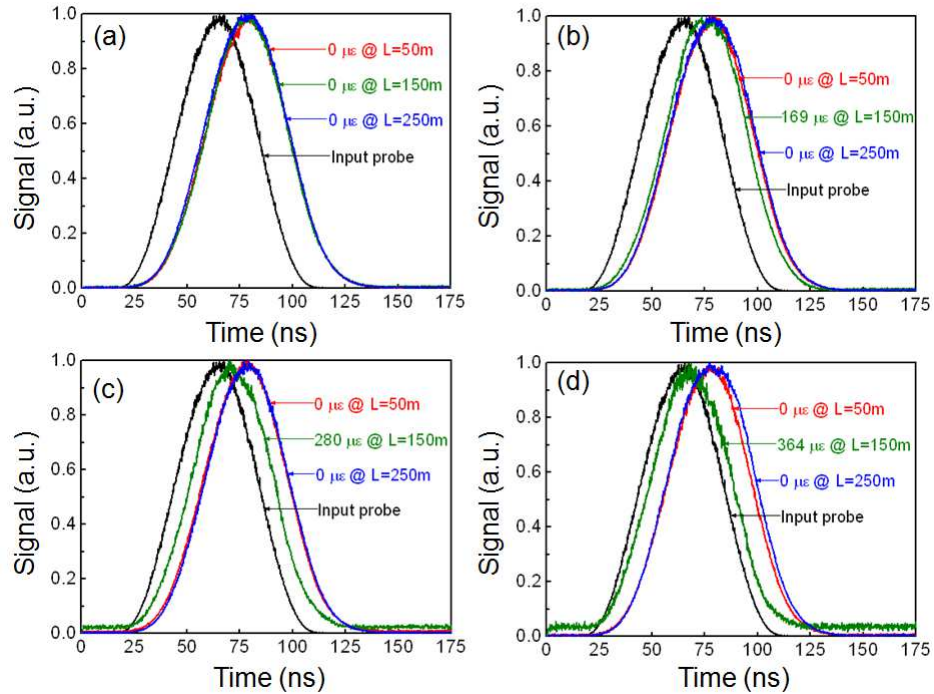 (a)
Signal (a.u.)
1.0
0.8
0.6
0.4
0.2
0.0
0 με @ L=50m
0 με @ L=150m
0 με @ L=250m
Input probe
0 25 50 75 100 125 150 175
Time (ns)
(b)
Signal (a.u.)
1.0
0.8
0.6
0.4
0.2
0.0
0 με @ L=50m
169 με @ L=150m
0 με @ L=250m
Input probe
0 25 50 75 100 125 150 175
Time (ns)
(c)
Signal (a.u.)
1.0
0.8
0.6
0.4
0.2
0.0
0 με @ L=50m
280 με @ L=150m
0 με @ L=250m
Input probe
0 25 50 75 100 125 150 175
Time (ns)
(d)
Signal (a.u.)
1.0
0.8
0.6
0.4
0.2
0.0
0 με @ L=50m
364 με @ L=150m
0 με @ L=250m
Input probe
0 25 50 75 100 125 150 175
Time (ns)